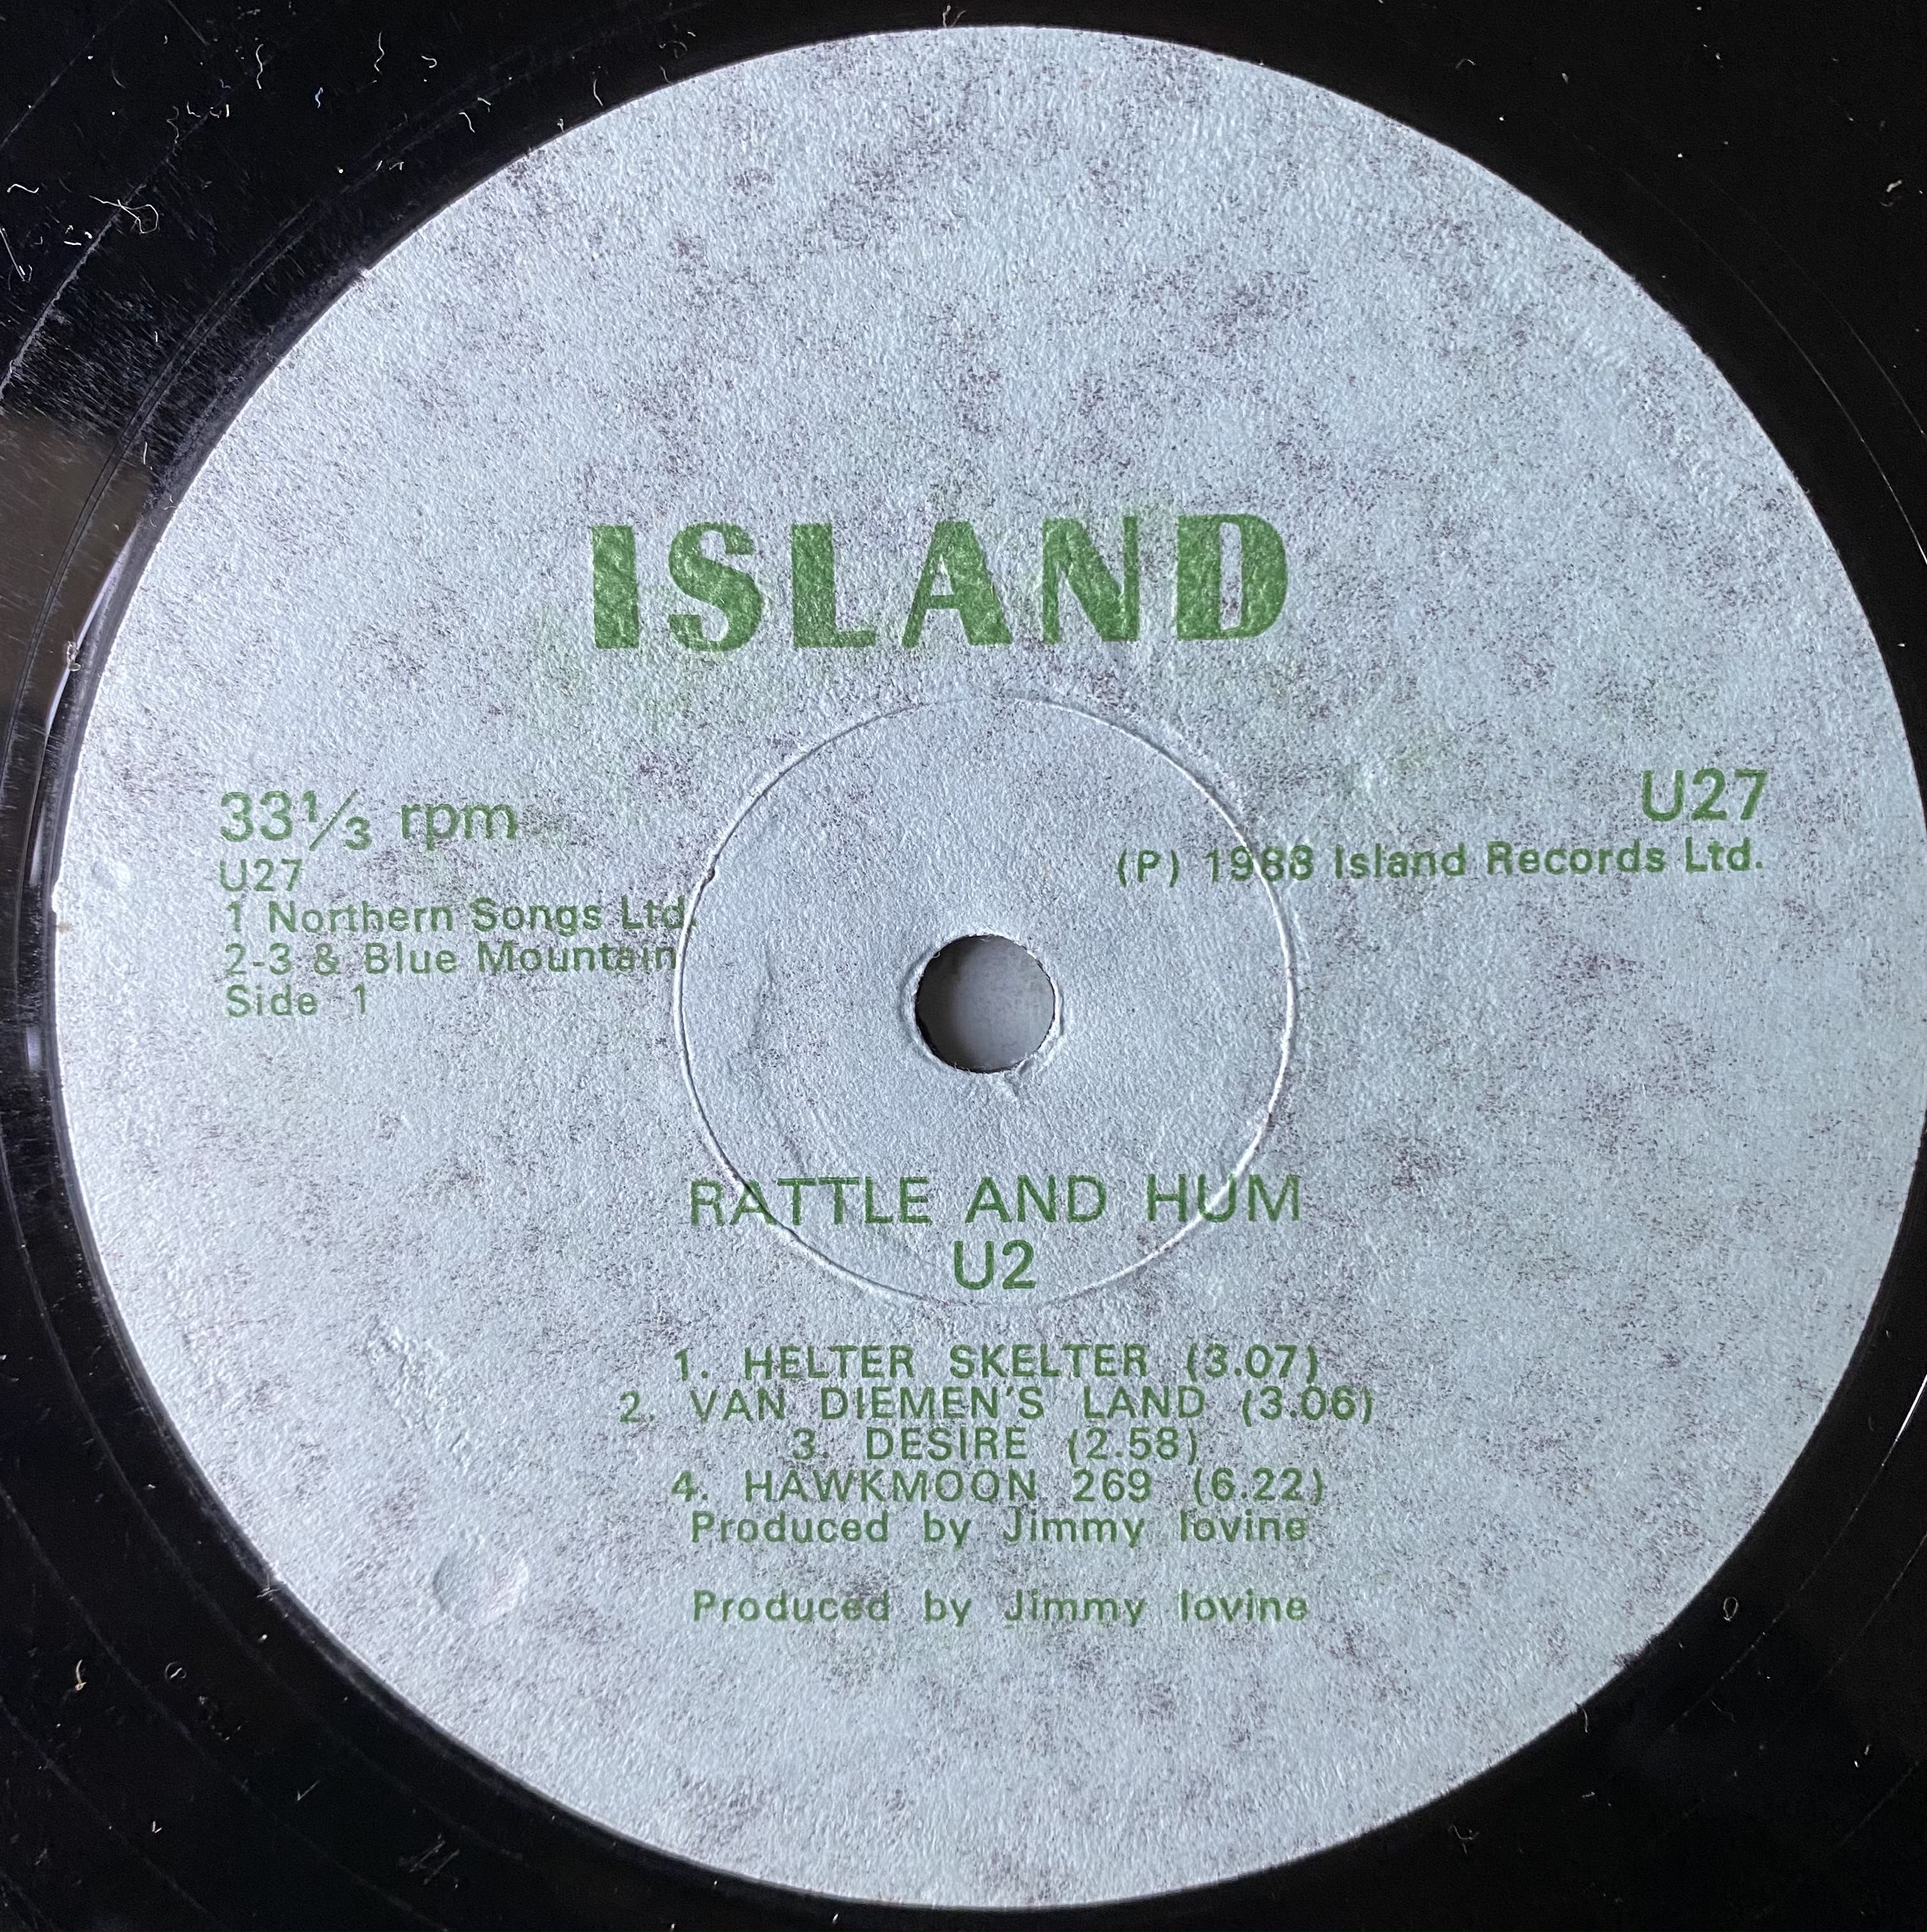 ISLAND
33⅓ rpm
U27
1 Northern Songs Ltd.
2-3 & Blue Mountain
Side 1
U27
(P) 1988 Island Records Ltd.
RATTLE AND HUM
U2
1. HELTER SKELTER (3.07)
2. VAN DIEMEN'S LAND (3.06)
3. DESIRE (2.58)
4. HAWKMOON 269 (6.22)
Produced by Jimmy Iovine
Produced by Jimmy Iovine